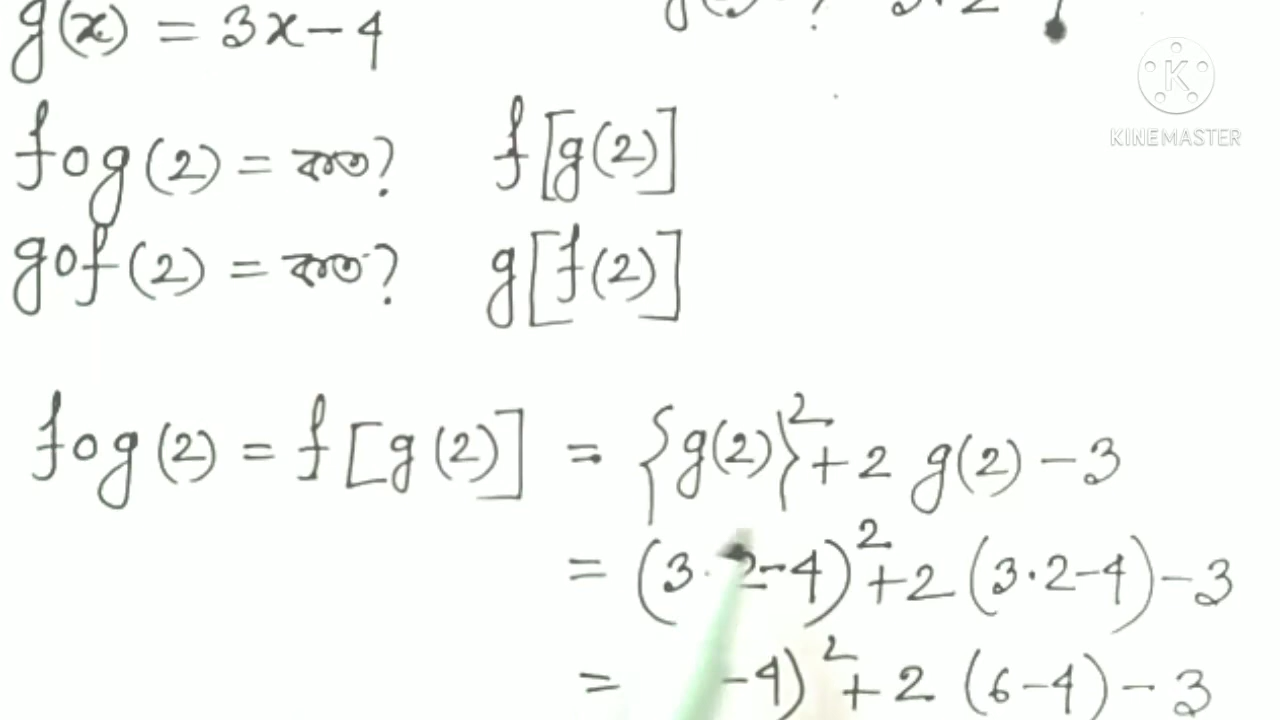 g(x) = 3x-4
KINEMASTER
fog(2) = কত? f[g(2)]
gof(2) = কত? g[f(2)]
fog(2) = f[g(2)] = {g(2)}²+2 g(2)-3
= (3·2-4)²+2(3·2-4)-3
= -4)²+2(6-4)-3